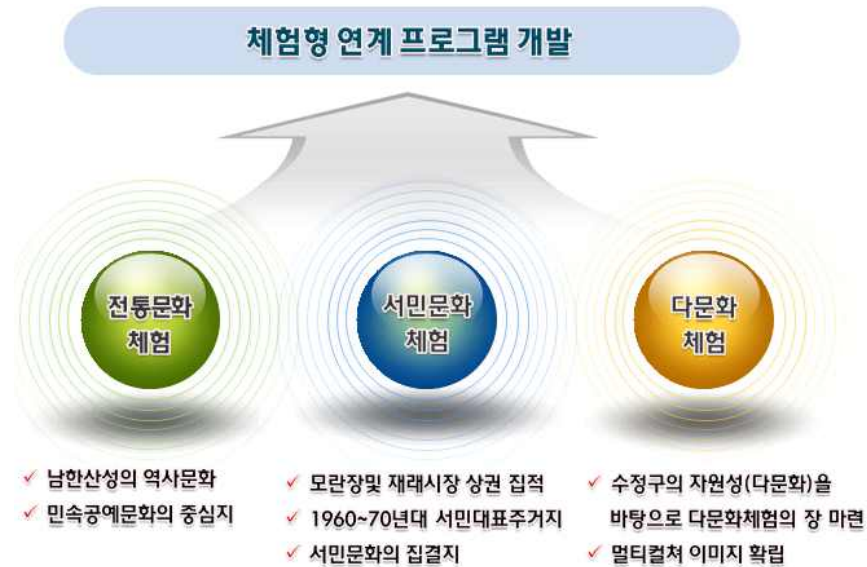 체험형 연계 프로그램 개발
전통문화
체험
서민문화
체험
다문화
체험
✓ 남한산성의 역사문화
✓ 민속공예문화의 중심지
✓ 모란장및 재래시장 상권 집적
✓ 1960~70년대 서민대표주거지
✓ 서민문화의 집결지
✓ 수정구의 자원성(다문화)을
바탕으로 다문화체험의 장 마련
✓ 멀티컬쳐 이미지 확립